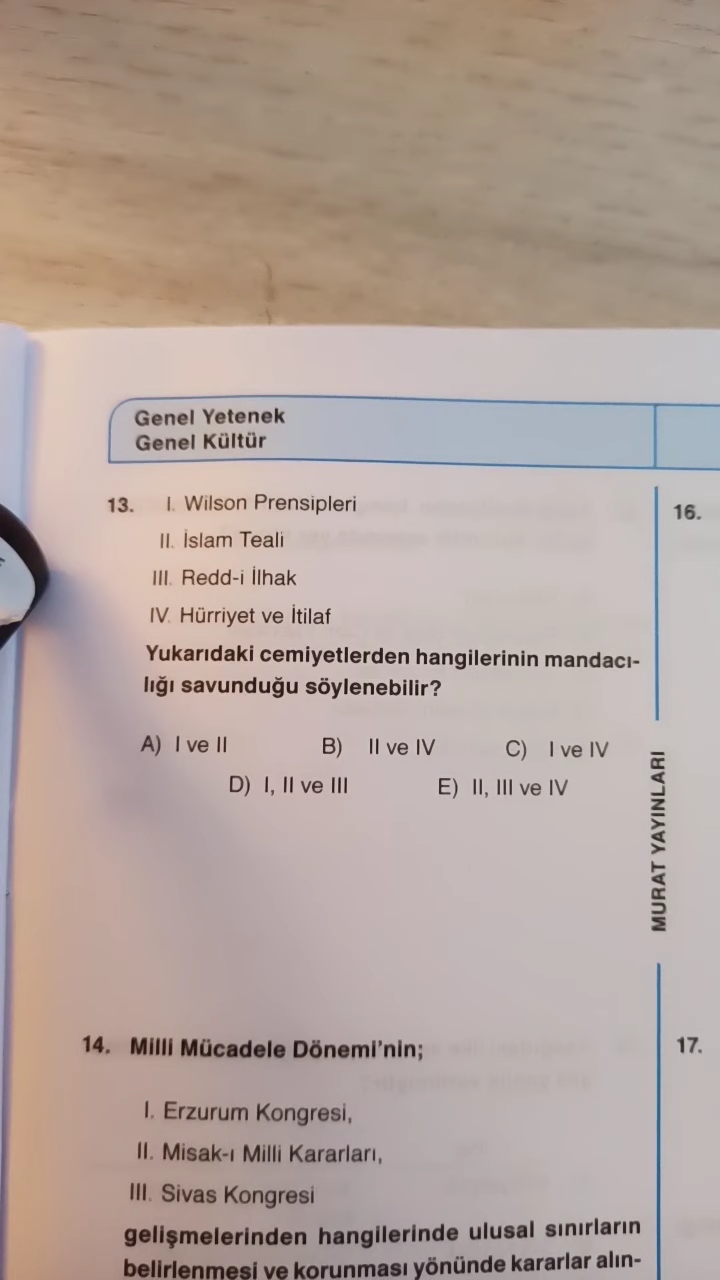 Genel Yetenek
Genel Kültür
13. I. Wilson Prensipleri
II. İslam Teali
III. Redd-i İlhak
IV. Hürriyet ve İtilaf
Yukarıdaki cemiyetlerden hangilerinin mandacı-
lığı savunduğu söylenebilir?
A) I ve II B) II ve IV C) I ve IV
D) I, II ve III E) II, III ve IV
14. Milli Mücadele Dönemi'nin;
I. Erzurum Kongresi,
II. Misak-ı Milli Kararları,
III. Sivas Kongresi
gelişmelerinden hangilerinde ulusal sınırların
belirlenmesi ve korunması yönünde kararlar alın-
MURAT YAYINLARI
16.
17.